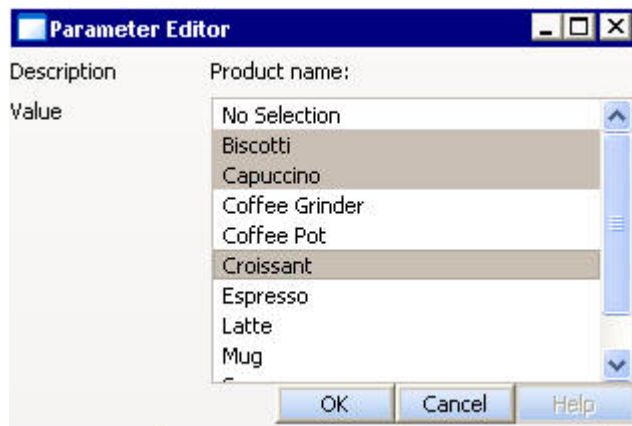 Parameter Editor
Description Product name:
Value
No Selection
Biscotti
Capuccino
Coffee Grinder
Coffee Pot
Croissant
Espresso
Latte
Mug
OK Cancel Help